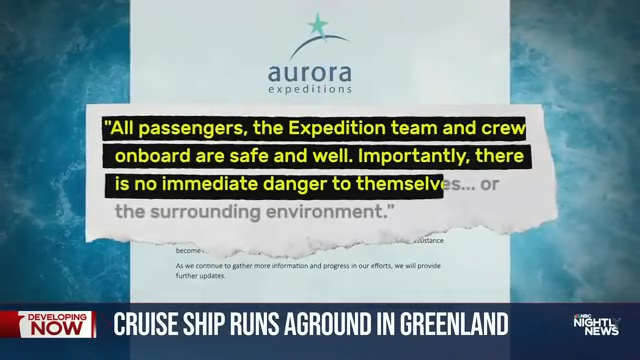 aurora
expeditions
"All passengers, the Expedition team and crew
onboard are safe and well. Importantly, there
is no immediate danger to themselves... or
the surrounding environment."
assistance
become
As we continue to gather more information and progress in our efforts, we will provide
further updates.
DEVELOPING
NOW
CRUISE SHIP RUNS AGROUND IN GREENLAND
NBC
NIGHTLY
NEWS